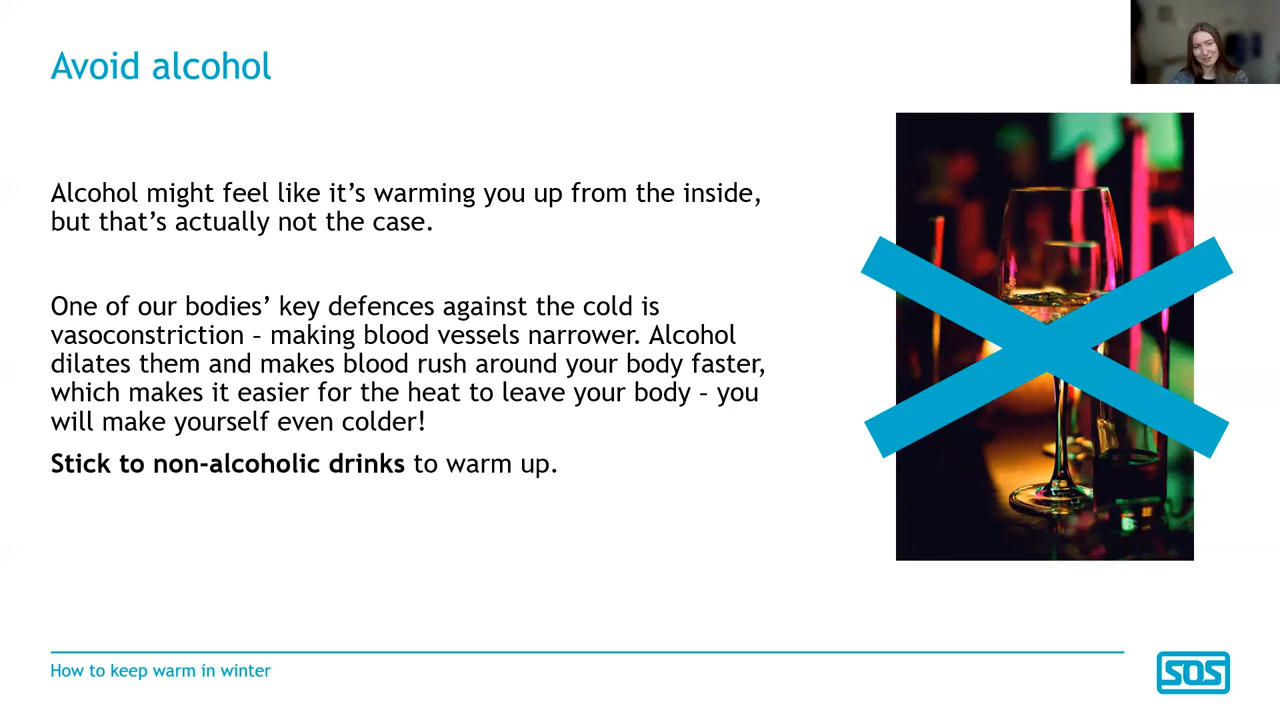 Avoid alcohol
Alcohol might feel like it’s warming you up from the inside,
but that’s actually not the case.
One of our bodies’ key defences against the cold is
vasoconstriction – making blood vessels narrower. Alcohol
dilates them and makes blood rush around your body faster,
which makes it easier for the heat to leave your body – you
will make yourself even colder!
Stick to non-alcoholic drinks to warm up.
How to keep warm in winter
SOS